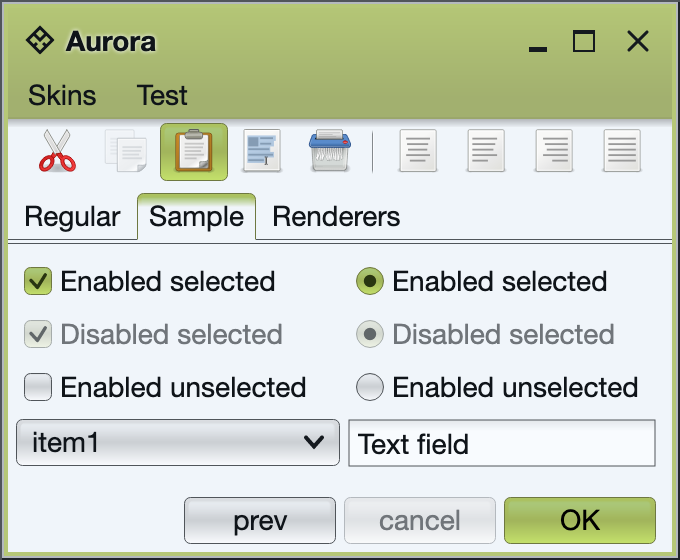 Aurora
Skins Test
Regular Sample Renderers
Enabled selected Enabled selected
Disabled selected Disabled selected
Enabled unselected Enabled unselected
item1 Text field
prev cancel OK